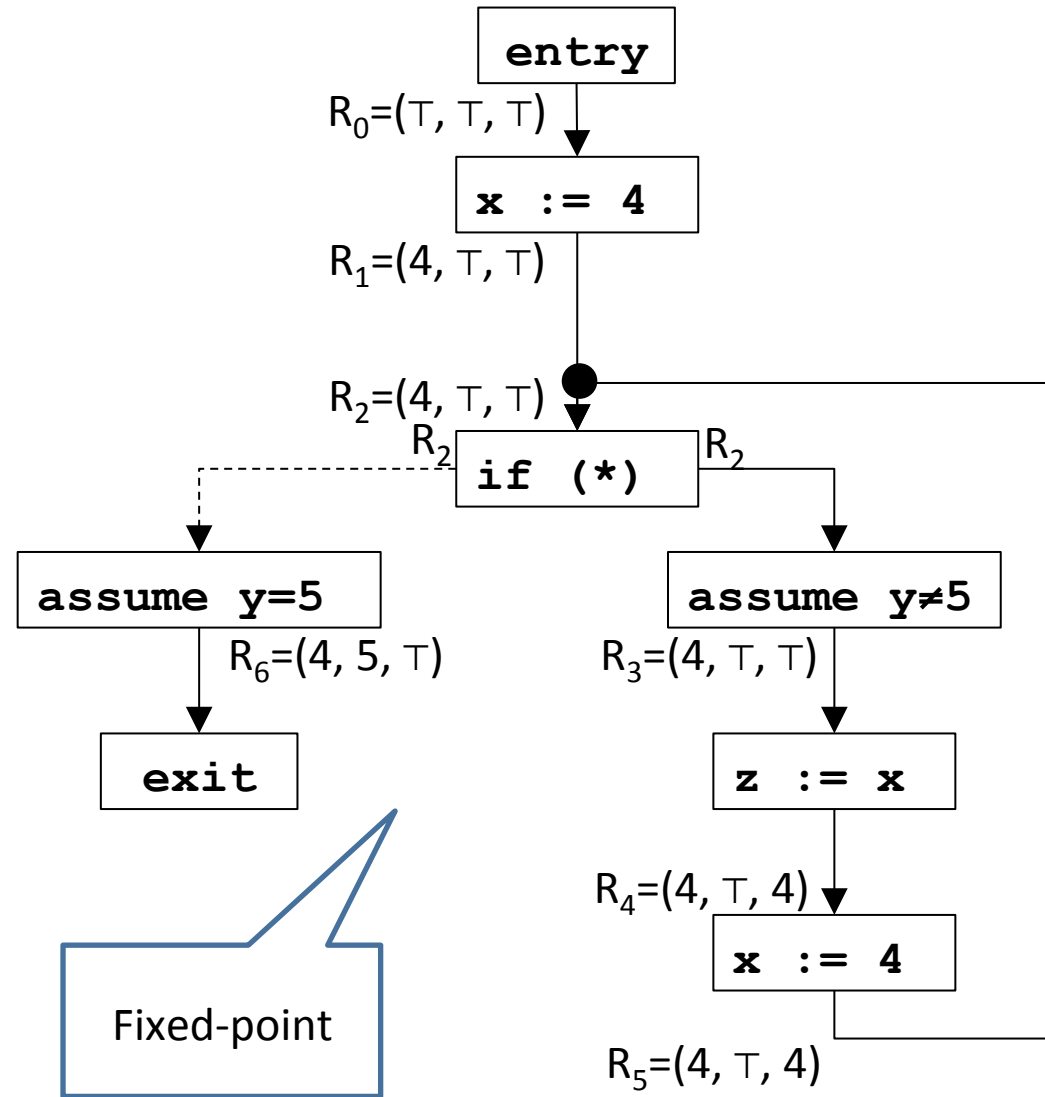 entry
R₀=(⊤, ⊤, ⊤)
x := 4
R₁=(4, ⊤, ⊤)
R₂=(4, ⊤, ⊤)
R₂
if (*)
R₂
assume y=5
assume y≠5
R₆=(4, 5, ⊤)
R₃=(4, ⊤, ⊤)
exit
z := x
R₄=(4, ⊤, 4)
x := 4
Fixed-point
R₅=(4, ⊤, 4)